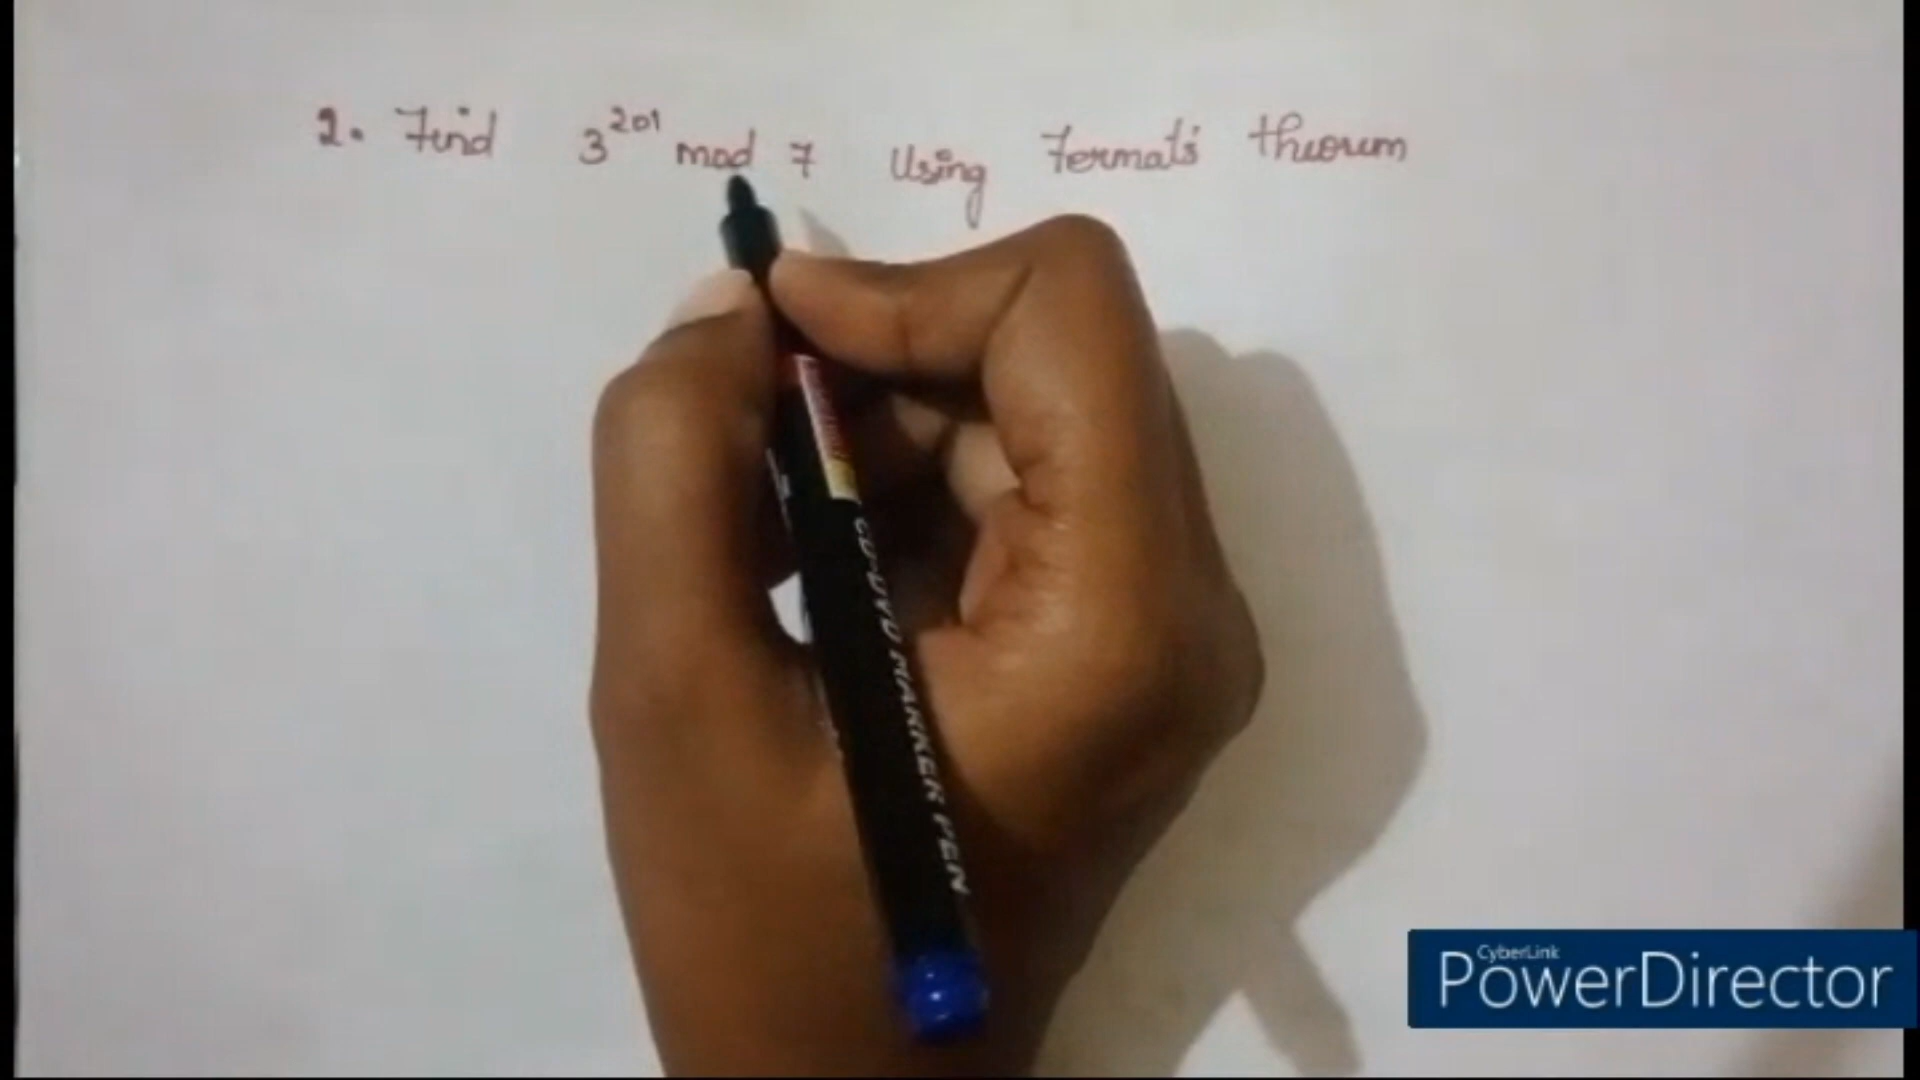 2. Find 3^201 mod 7 Using Fermat's theorem
CD-DVD MARKER PEN
CyberLink
PowerDirector